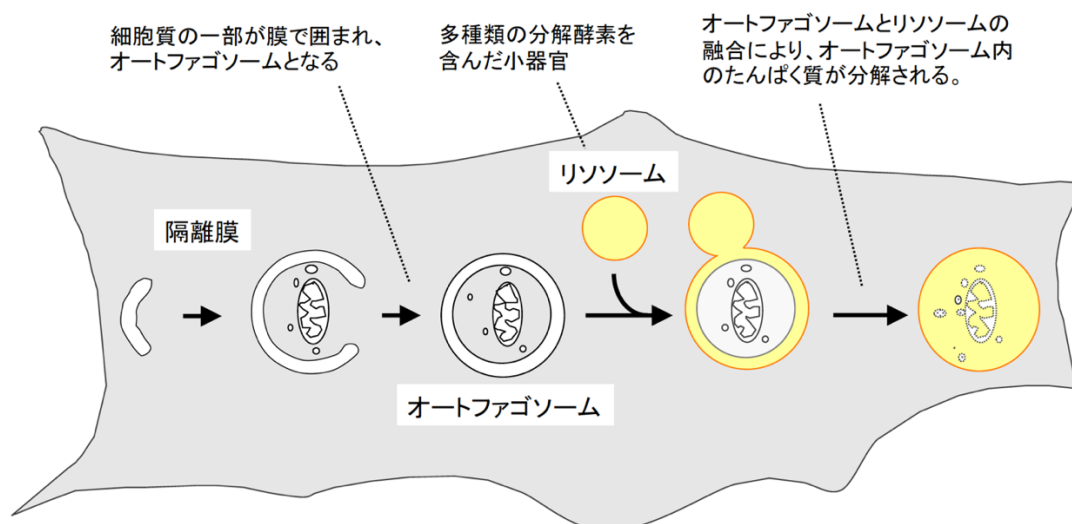 細胞質の一部が膜で囲まれ、
オートファゴソームとなる
多種類の分解酵素を
含んだ小器官
オートファゴソームとリソソームの
融合により、オートファゴソーム内
のたんぱく質が分解される。
リソソーム
隔離膜
オートファゴソーム